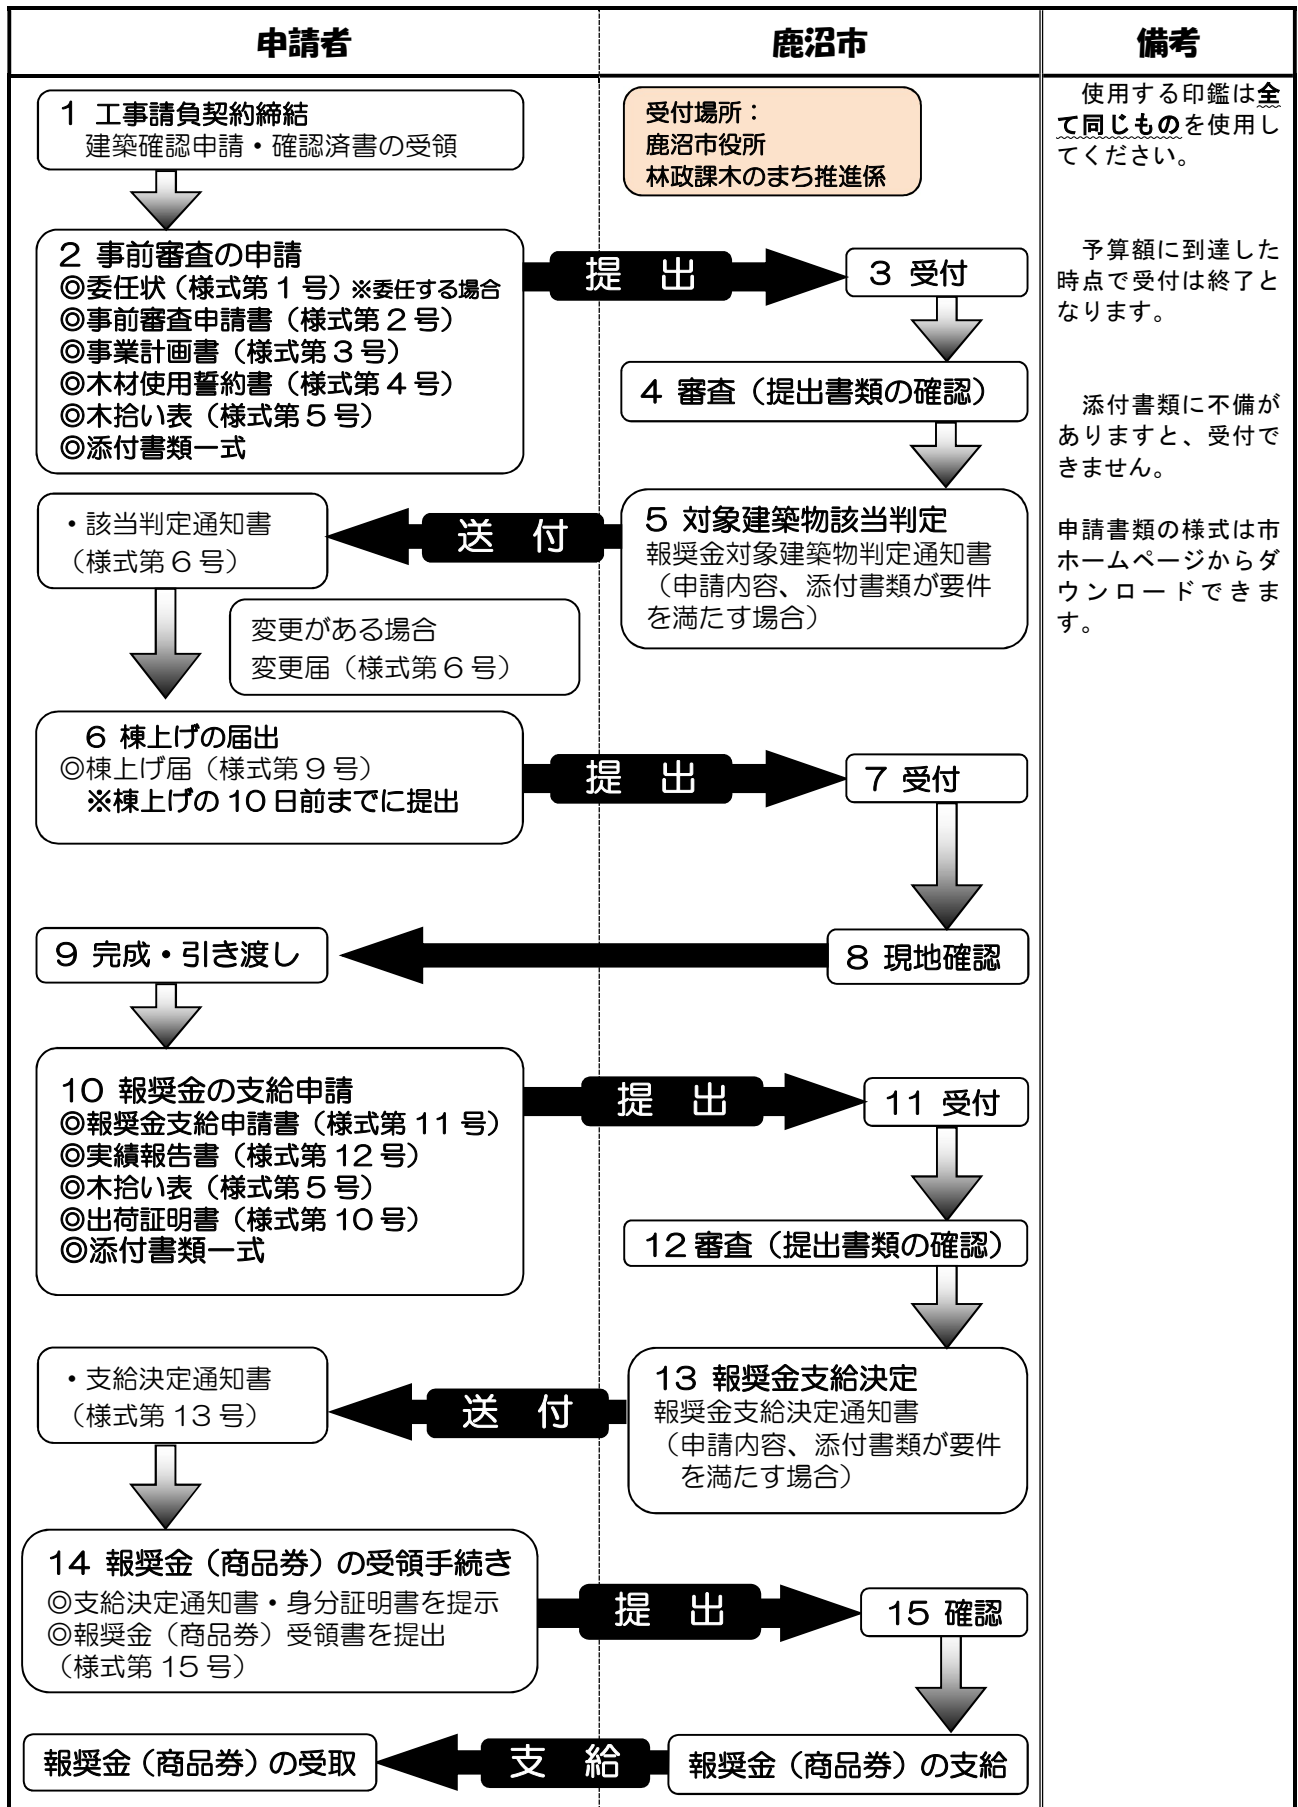 申請者
鹿沼市
備考
1 工事請負契約締結
建築確認申請・確認済書の受領
受付場所：
鹿沼市役所
林政課木のまち推進係
使用する印鑑は全
て同じものを使用し
てください。
2 事前審査の申請
◎委任状（様式第1号）※委任する場合
◎事前審査申請書（様式第2号）
◎事業計画書（様式第3号）
◎木材使用誓約書（様式第4号）
◎木拾い表（様式第5号）
◎添付書類一式
提 出
3 受付
予算額に到達した
時点で受付は終了と
なります。
4 審査（提出書類の確認）
添付書類に不備が
ありますと、受付で
きません。
5 対象建築物該当判定
報奨金対象建築物判定通知書
（申請内容、添付書類が要件
を満たす場合）
送 付
・該当判定通知書
（様式第6号）
申請書類の様式は市
ホームページからダ
ウンロードできま
す。
変更がある場合
変更届（様式第6号）
6 棟上げの届出
◎棟上げ届（様式第9号）
※棟上げの10日前までに提出
提 出
7 受付
8 現地確認
9 完成・引き渡し
10 報奨金の支給申請
◎報奨金支給申請書（様式第11号）
◎実績報告書（様式第12号）
◎木拾い表（様式第5号）
◎出荷証明書（様式第10号）
◎添付書類一式
提 出
11 受付
12審査（提出書類の確認）
13 報奨金支給決定
報奨金支給決定通知書
（申請内容、添付書類が要件
を満たす場合）
送 付
・支給決定通知書
（様式第13号）
14 報奨金（商品券）の受領手続き
◎支給決定通知書・身分証明書を提示
◎報奨金（商品券）受領書を提出
（様式第15号）
提 出
15 確認
報奨金（商品券）の支給
支 給
報奨金（商品券）の受取